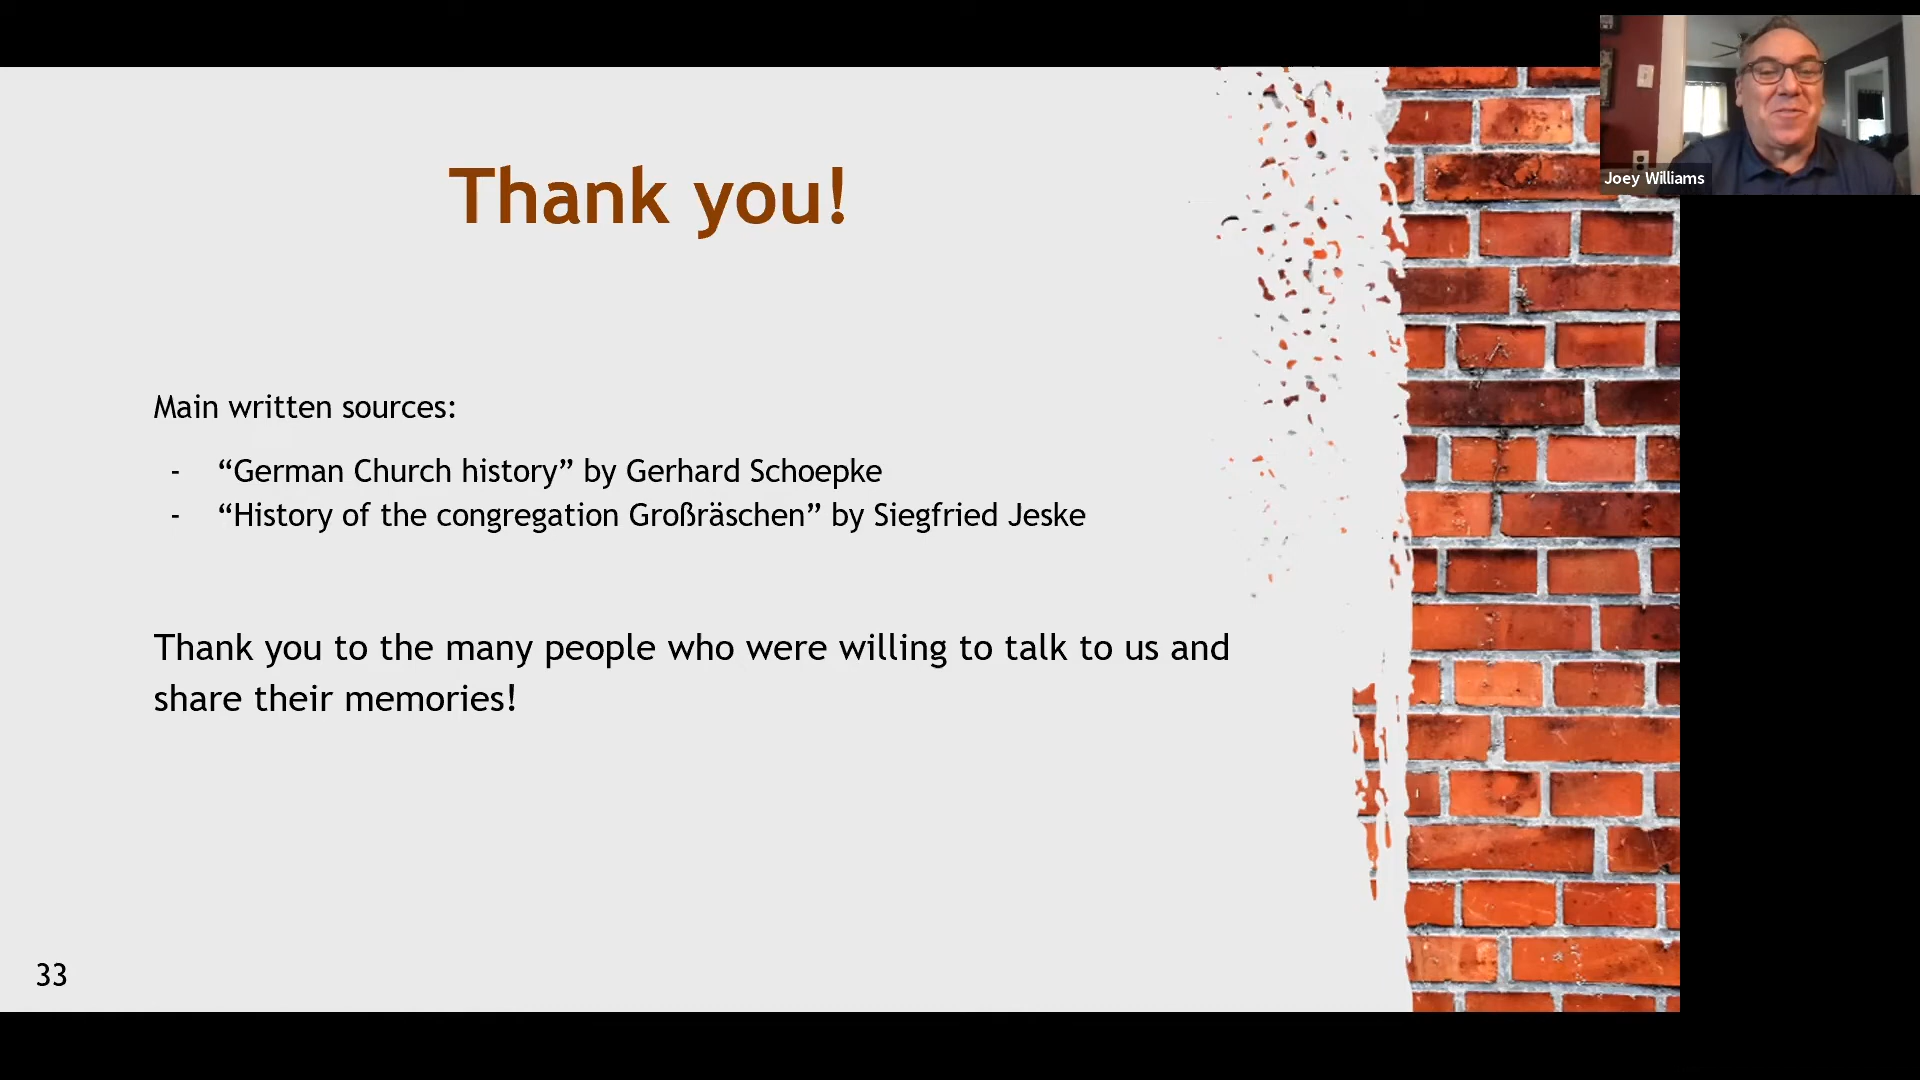 Thank you!
Joey Williams
Main written sources:
- “German Church history” by Gerhard Schoepke
- “History of the congregation Großräschen” by Siegfried Jeske
Thank you to the many people who were willing to talk to us and
share their memories!
33